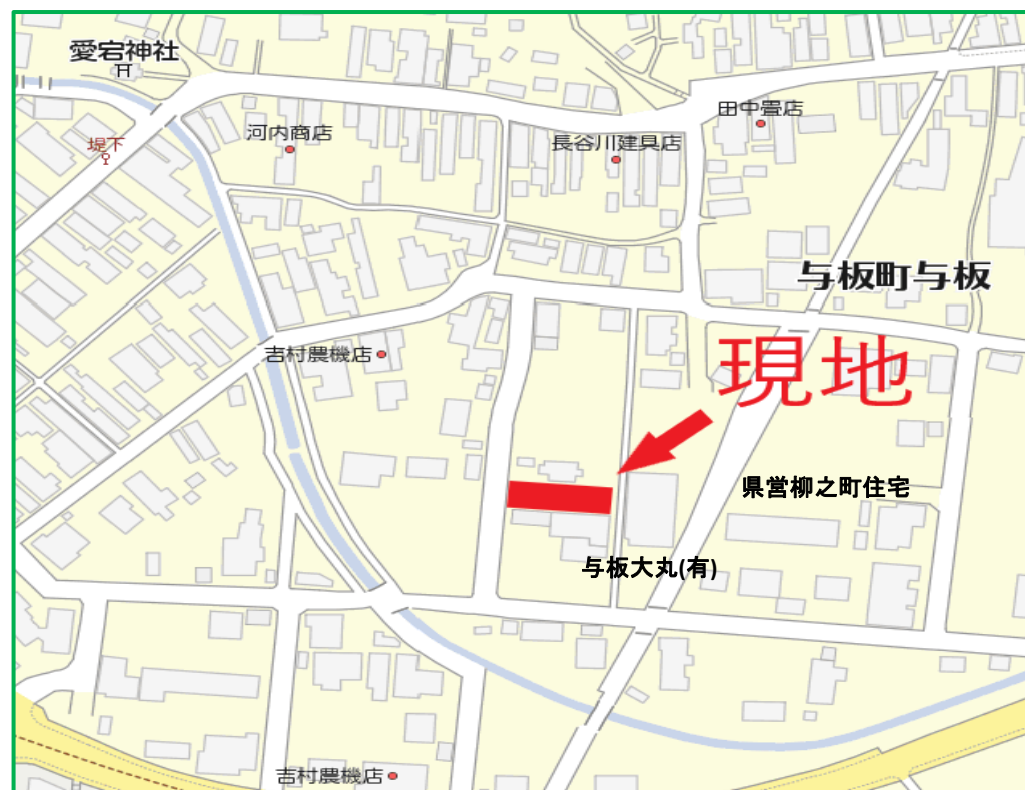 愛宕神社
田中畳店
河内商店
長谷川建具店
堤下
与板町与板
吉村農機店
現地
県営柳之町住宅
与板大丸(有)
吉村農機店